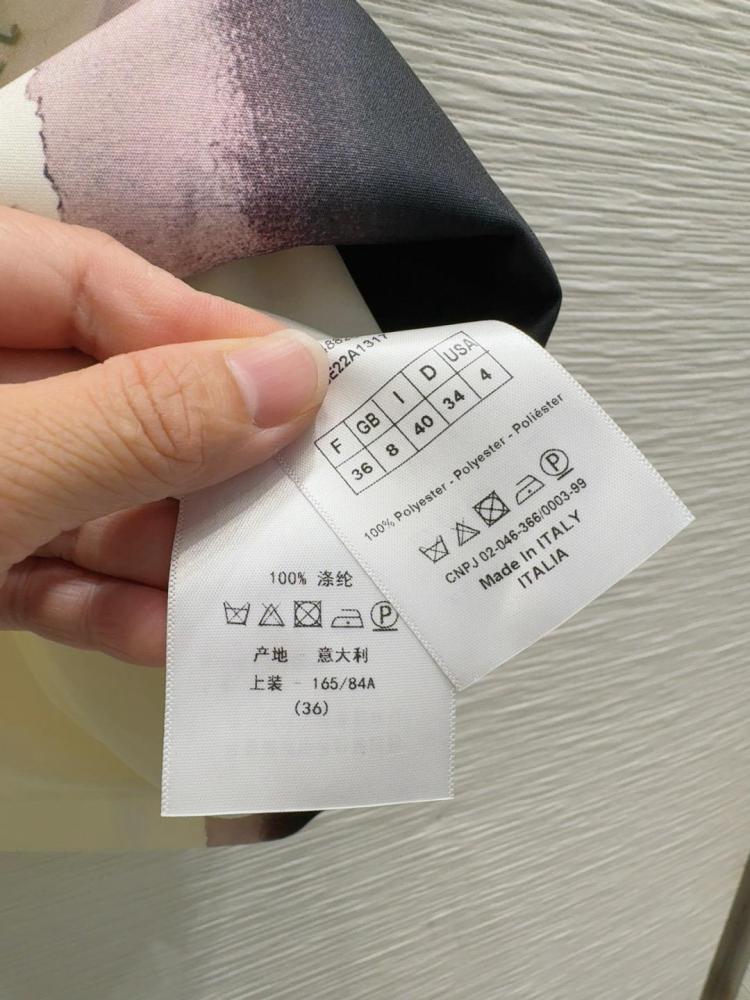 E22A1317
F GB I D USA
36 8 40 34 4
100% Polyester - Polyester - Poliéster
P
CNPJ 02-046-366/0003-99
Made In ITALY
ITALIA
100% 涤纶
P
产地 - 意大利
上装 - 165/84A
(36)